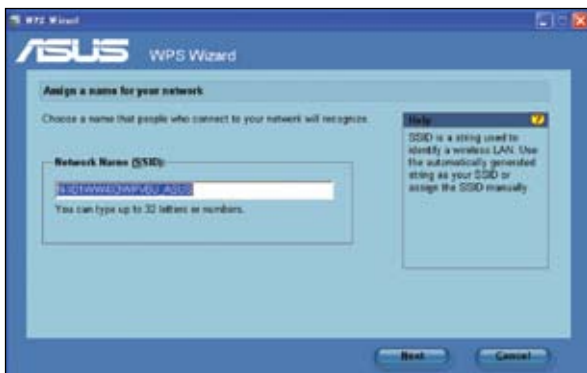 WPS Wizard
ASUS WPS Wizard
Assign a name for your network
Choose a name that people who connect to your network will recognize.
Network Name (SSID):
You can type up to 32 letters or numbers.
Help
SSID is a string used to
identify a wireless LAN. Use
the automatically generated
string as your SSID or
assign the SSID manually
Next
Cancel